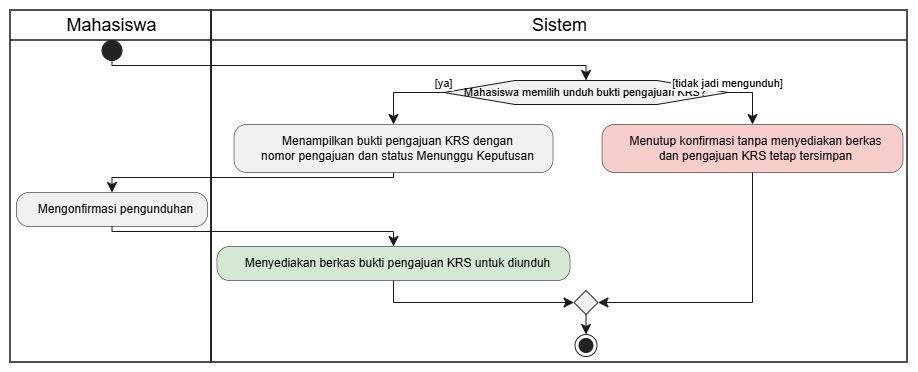 Mahasiswa
Sistem
[ya]
[tidak jadi mengunduh]
Mahasiswa memilih unduh bukti pengajuan KRS?
Menampilkan bukti pengajuan KRS dengan
nomor pengajuan dan status Menunggu Keputusan
Menutup konfirmasi tanpa menyediakan berkas
dan pengajuan KRS tetap tersimpan
Mengonfirmasi pengunduhan
Menyediakan berkas bukti pengajuan KRS untuk diunduh